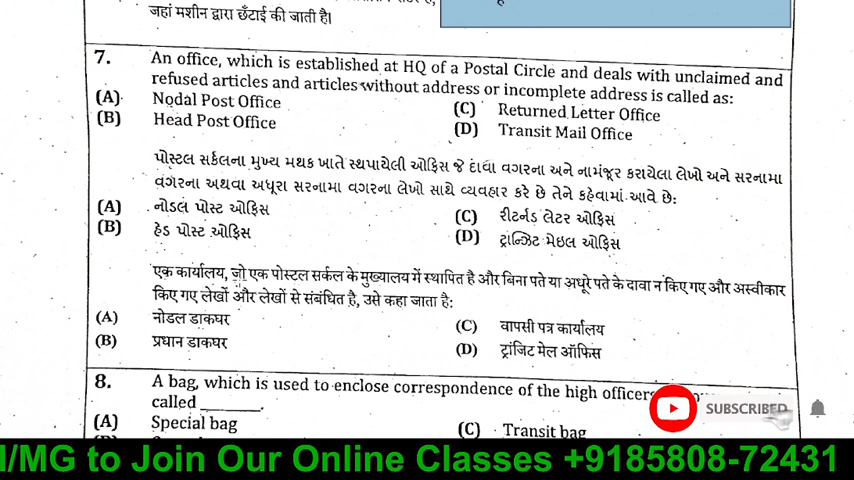 जहां मशीन द्वारा छँटाई की जाती है।
7. An office, which is established at HQ of a Postal Circle and deals with unclaimed and
refused articles and articles without address or incomplete address is called as:
(A) Nodal Post Office (C) Returned Letter Office
(B) Head Post Office (D) Transit Mail Office
પોસ્ટલ સર્કલના મુખ્ય મથક ખાતે સ્થપાયેલી ઓફિસ જે દાવા વગરના અને નામંજૂર કરાયેલા લેખો અને સરનામા
વગરના અથવા અધૂરા સરનામા વગરના લેખો સાથે વ્યવહાર કરે છે તેને કહેવામાં આવે છે:
(A) નોડલ પોસ્ટ ઓફિસ (C) રીટર્નડ લેટર ઓફિસ
(B) હેડ પોસ્ટ ઓફિસ (D) ટ્રાન્ઝિટ મેઇલ ઓફિસ
एक कार्यालय, जो एक पोस्टल सर्कल के मुख्यालय में स्थापित है और बिना पते या अधूरे पते के दावा न किए गए और अस्वीकार
किए गए लेखों और लेखों से संबंधित है, उसे कहा जाता है:
(A) नोडल डाकघर (C) वापसी पत्र कार्यालय
(B) प्रधान डाकघर (D) ट्रांजिट मेल ऑफिस
8. A bag, which is used to enclose correspondence of the high officers
called ______.
(A) Special bag (C) Transit bag
SUBSCRIBED
I/MG to Join Our Online Classes +9185808-72431